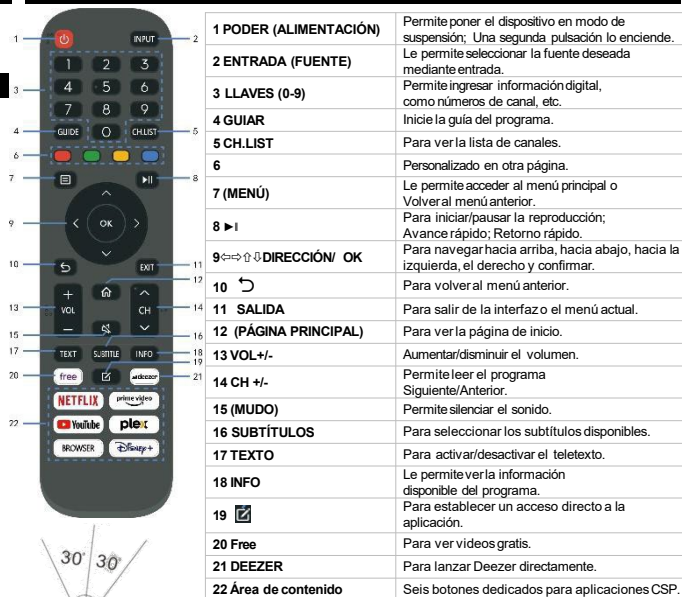 1
INPUT
2
1 2 3
4 5 6
3
7 8 9
4
GUIDE
0
CH.LIST
5
6
7
8
9
OK
10
EXIT
11
12
+
VOL
-
13
CH
14
15
16
17
TEXT
SUBTITLE
INFO
18
19
20
free
deezer
21
NETFLIX
prime video
22
YouTube
plex
BROWSER
Disney+
30° 30°
1 PODER (ALIMENTACIÓN)
Permite poner el dispositivo en modo de
suspensión; Una segunda pulsación lo enciende.
2 ENTRADA (FUENTE)
Le permite seleccionar la fuente deseada
mediante entrada.
3 LLAVES (0-9)
Permite ingresar información digital,
como números de canal, etc.
4 GUIAR
Inicie la guía del programa.
5 CH.LIST
Para ver la lista de canales.
6
Personalizado en otra página.
7 (MENÚ)
Le permite acceder al menú principal o
Volver al menú anterior.
8 ►ǁ
Para iniciar/pausar la reproducción;
Avance rápido; Retorno rápido.
9⇦⇨⇧⇩DIRECCIÓN/ OK
Para navegar hacia arriba, hacia abajo, hacia la
izquierda, el derecho y confirmar.
10
Para volver al menú anterior.
11 SALIDA
Para salir de la interfaz o el menú actual.
12 (PÁGINA PRINCIPAL)
Para ver la página de inicio.
13 VOL+/-
Aumentar/disminuir el volumen.
14 CH +/-
Permite leer el programa
Siguiente/Anterior.
15 (MUDO)
Permite silenciar el sonido.
16 SUBTÍTULOS
Para seleccionar los subtítulos disponibles.
17 TEXTO
Para activar/desactivar el teletexto.
18 INFO
Le permite ver la información
disponible del programa.
19
Para establecer un acceso directo a la
aplicación.
20 Free
Para ver videos gratis.
21 DEEZER
Para lanzar Deezer directamente.
22 Área de contenido
Seis botones dedicados para aplicaciones CSP.